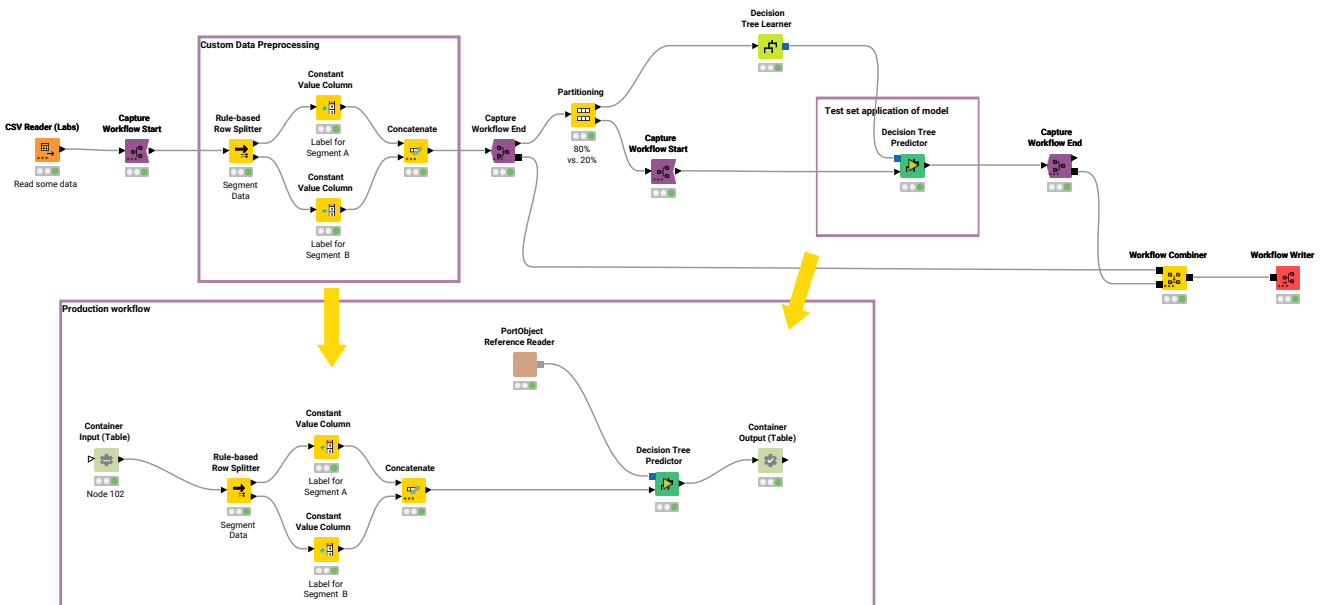 Decision
Tree Learner
Custom Data Preprocessing
Constant
Value Column
Partitioning
Test set application of model
CSV Reader (Labs)
Capture
Workflow Start
Rule-based
Row Splitter
Label for
Segment A
Concatenate
Capture
Workflow End
80%
vs. 20%
Capture
Workflow Start
Decision Tree
Predictor
Capture
Workflow End
Read some data
Segment
Data
Constant
Value Column
Label for
Segment B
Workflow Combiner
Workflow Writer
Production workflow
PortObject
Reference Reader
Container
Input (Table)
Node 102
Rule-based
Row Splitter
Segment
Data
Constant
Value Column
Label for
Segment A
Constant
Value Column
Label for
Segment B
Concatenate
Decision Tree
Predictor
Container
Output (Table)